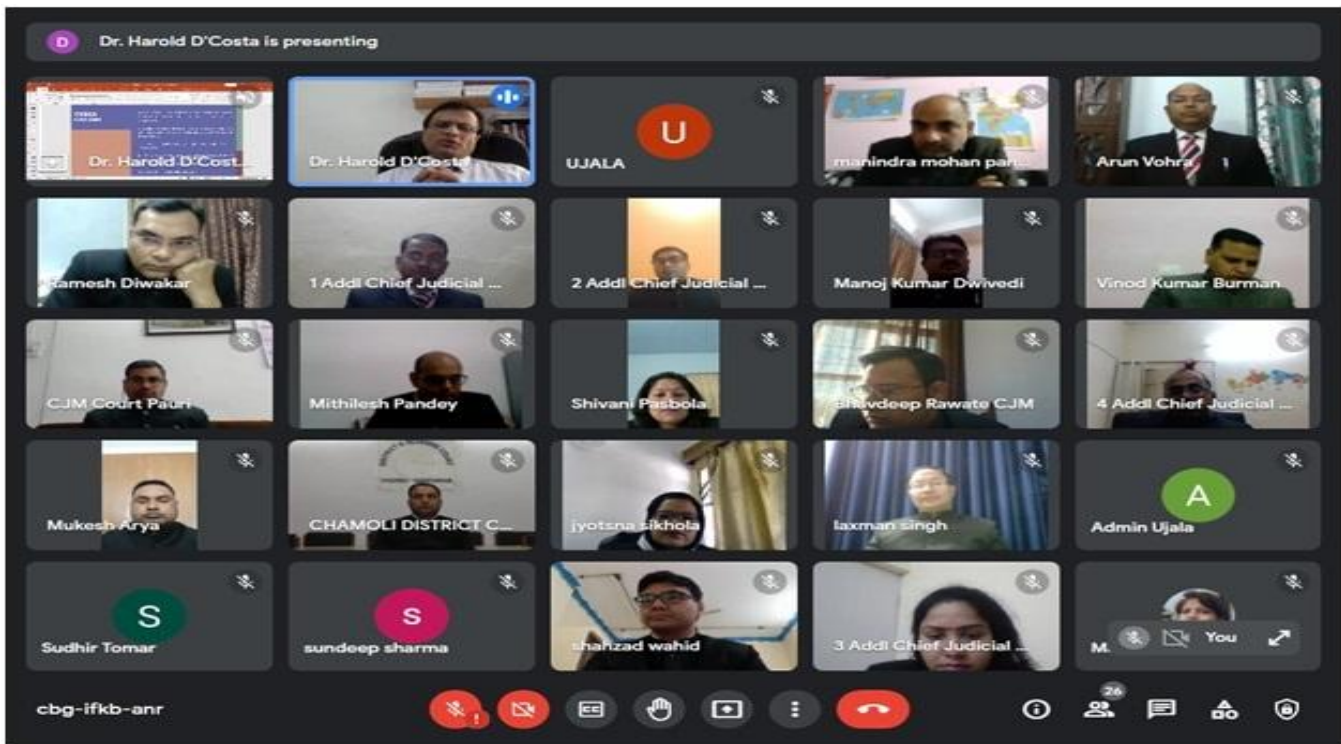 D
Dr. Harold D'Costa is presenting
Dr. Harold D'Cost...
Dr. Harold D'Costa
U
UJALA
manindra mohan pan...
Arun Vohra
Ramesh Diwakar
1 Addl Chief Judicial ...
2 Addl Chief Judicial ...
Manoj Kumar Dwivedi
Vinod Kumar Burman
CJM Court Pauri
Mithilesh Pandey
Shivani Pasbola
Bhavdeep Rawate CJM
4 Addl Chief Judicial ...
Mukesh Arya
CHAMOLI DISTRICT C...
jyotsna sikhola
laxman singh
A
Admin Ujala
S
Sudhir Tomar
s
sundeep sharma
shahzad wahid
3 Addl Chief Judicial ...
M.
You
cbg-ifkb-anr
CC
26